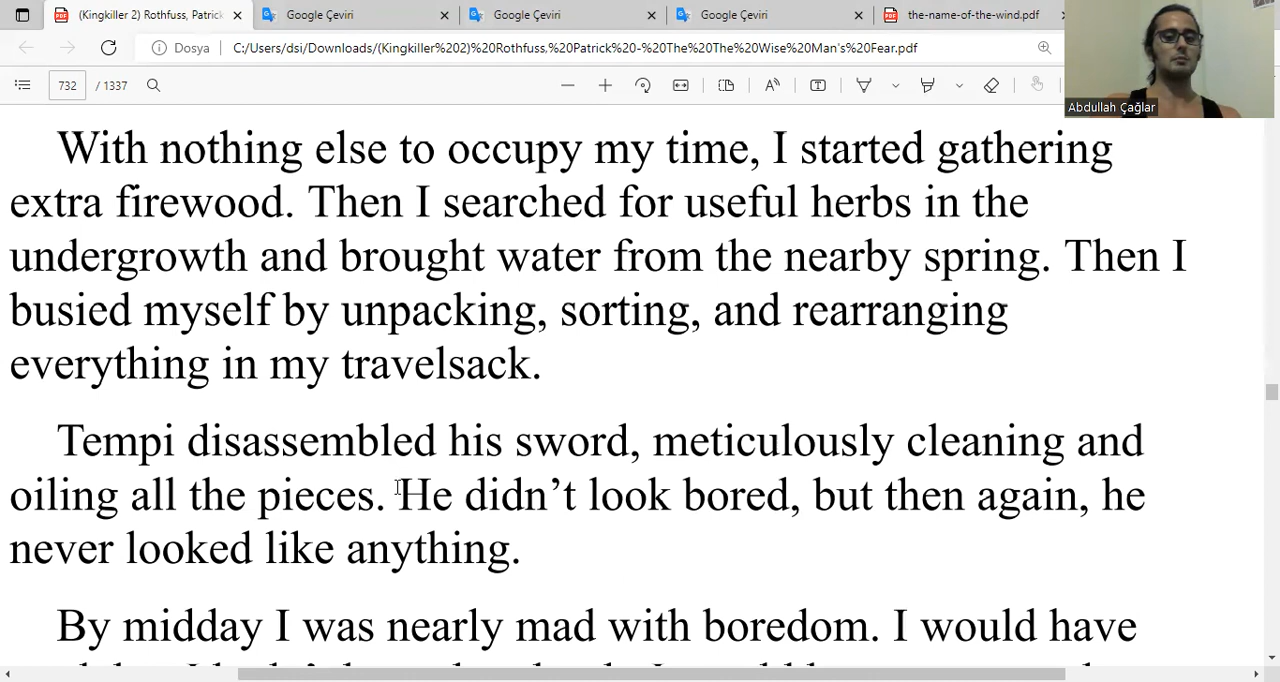 (Kingkiller 2) Rothfuss, Patrick
Google Çeviri
Google Çeviri
Google Çeviri
the-name-of-the-wind.pdf
Dosya
C:/Users/dsi/Downloads/(Kingkiller%202)%20Rothfuss,%20Patrick%20-%20The%20The%20Wise%20Man's%20Fear.pdf
732 / 1337
Abdullah Çağlar
With nothing else to occupy my time, I started gathering
extra firewood. Then I searched for useful herbs in the
undergrowth and brought water from the nearby spring. Then I
busied myself by unpacking, sorting, and rearranging
everything in my travelsack.
Tempi disassembled his sword, meticulously cleaning and
oiling all the pieces. He didn’t look bored, but then again, he
never looked like anything.
By midday I was nearly mad with boredom. I would have